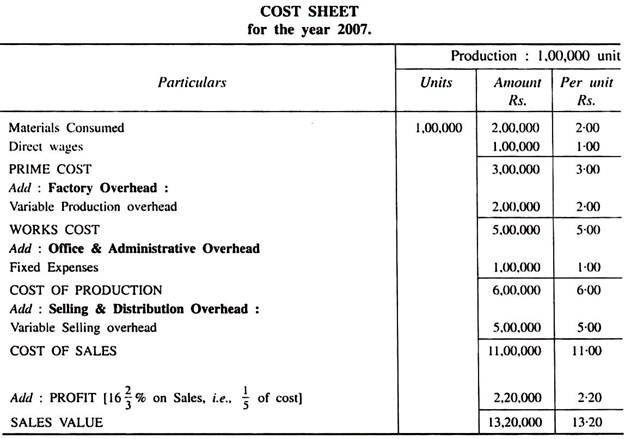 COST SHEET
for the year 2007.
Production : 1,00,000 unit
Particulars Units Amount Per unit
Rs. Rs.
Materials Consumed 1,00,000 2,00,000 2·00
Direct wages 1,00,000 1·00
PRIME COST 3,00,000 3·00
Add : Factory Overhead :
Variable Production overhead 2,00,000 2·00
WORKS COST 5,00,000 5·00
Add : Office & Administrative Overhead
Fixed Expenses 1,00,000 1·00
COST OF PRODUCTION 6,00,000 6·00
Add : Selling & Distribution Overhead :
Variable Selling overhead 5,00,000 5·00
COST OF SALES 11,00,000 11·00
Add : PROFIT [16 2/3 % on Sales, i.e., 1/5 of cost] 2,20,000 2·20
SALES VALUE 13,20,000 13·20